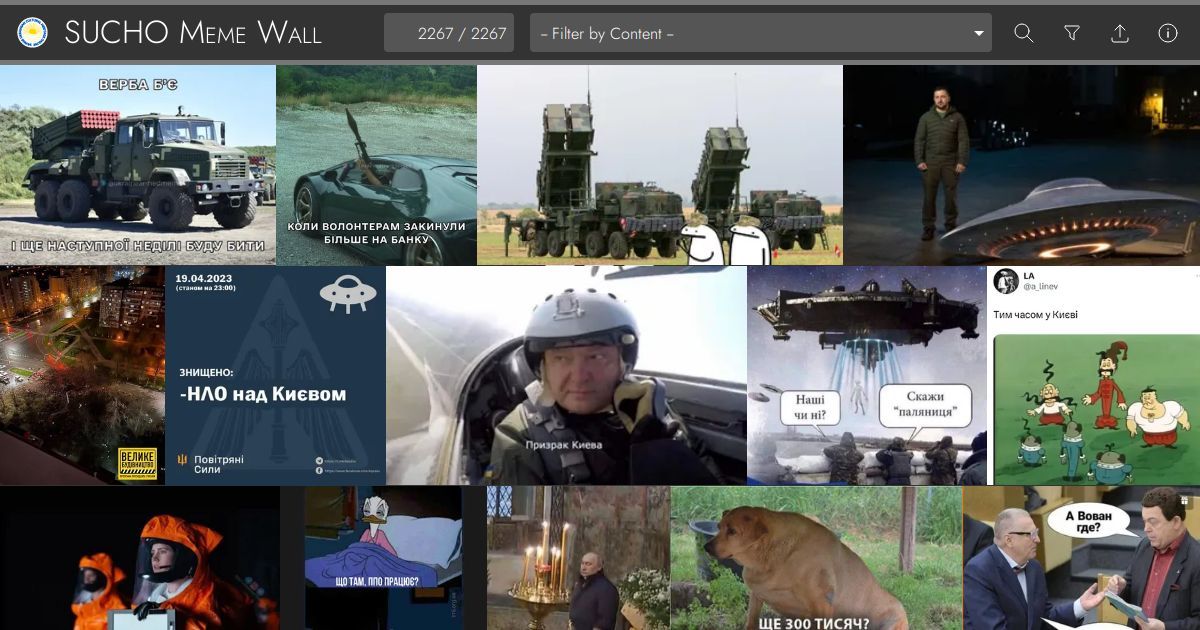 SUCHO Meme Wall
2267 / 2267
-- Filter by Content --
ВЕРБА Б'Є
І ЩЕ НАСТУПНОЇ НЕДІЛІ БУДУ БИТИ
КОЛИ ВОЛОНТЕРАМ ЗАКИНУЛИ
БІЛЬШЕ НА БАНКУ
ВЕЛИКЕ
БУДІВНИЦТВО
19.04.2023
(станом на 23:00)
ЗНИЩЕНО:
-НЛО над Києвом
Повітряні
Сили
Призрак Киева
Наші
чи ні?
Скажи
“паляниця”
LA
@a_linev
Тим часом у Києві
ЩО ТАМ, ППО ПРАЦЮЄ?
ЩЕ 300 ТИСЯЧ?
А Вован
где?